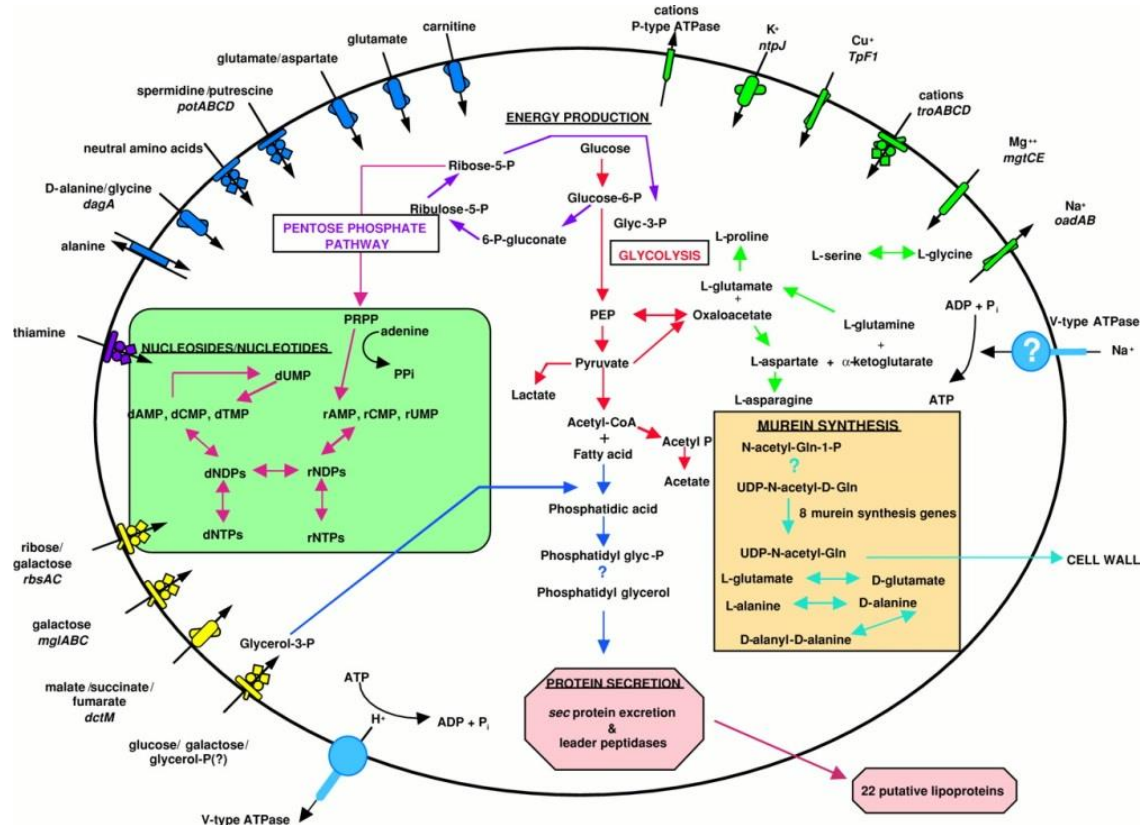 cations
P-type ATPase
K+
ntpJ
Cu+
TpF1
cations
troABCD
Mg++
mgtCE
Na+
oadAB
carnitine
glutamate
glutamate/aspartate
spermidine/putrescine
potABCD
neutral amino acids
D-alanine/glycine
dagA
alanine
thiamine
ENERGY PRODUCTION
Glucose
Ribose-5-P
Glucose-6-P
Ribulose-5-P
Glyc-3-P
6-P-gluconate
PENTOSE PHOSPHATE
PATHWAY
GLYCOLYSIS
L-proline
L-serine
L-glycine
L-glutamate
+
Oxaloacetate
PEP
L-glutamine
+
L-aspartate + α-ketoglutarate
L-asparagine
Pyruvate
Lactate
Acetyl-CoA
+
Fatty acid
Acetyl P
Acetate
ADP + Pi
ATP
V-type ATPase
?
Na+
PRPP
adenine
PPi
NUCLEOSIDES/NUCLEOTIDES
dUMP
dAMP, dCMP, dTMP
rAMP, rCMP, rUMP
dNDPs
rNDPs
dNTPs
rNTPs
MUREIN SYNTHESIS
N-acetyl-Gln-1-P
?
UDP-N-acetyl-D-Gln
8 murein synthesis genes
UDP-N-acetyl-Gln
CELL WALL
L-glutamate
D-glutamate
L-alanine
D-alanine
D-alanyl-D-alanine
Phosphatidic acid
Phosphatidyl glyc-P
?
Phosphatidyl glycerol
ribose/
galactose
rbsAC
galactose
mglABC
malate/succinate/
fumarate
dctM
glucose/ galactose/
glycerol-P(?)
Glycerol-3-P
ATP
H+
ADP + Pi
V-type ATPase
PROTEIN SECRETION
sec protein excretion
&
leader peptidases
22 putative lipoproteins